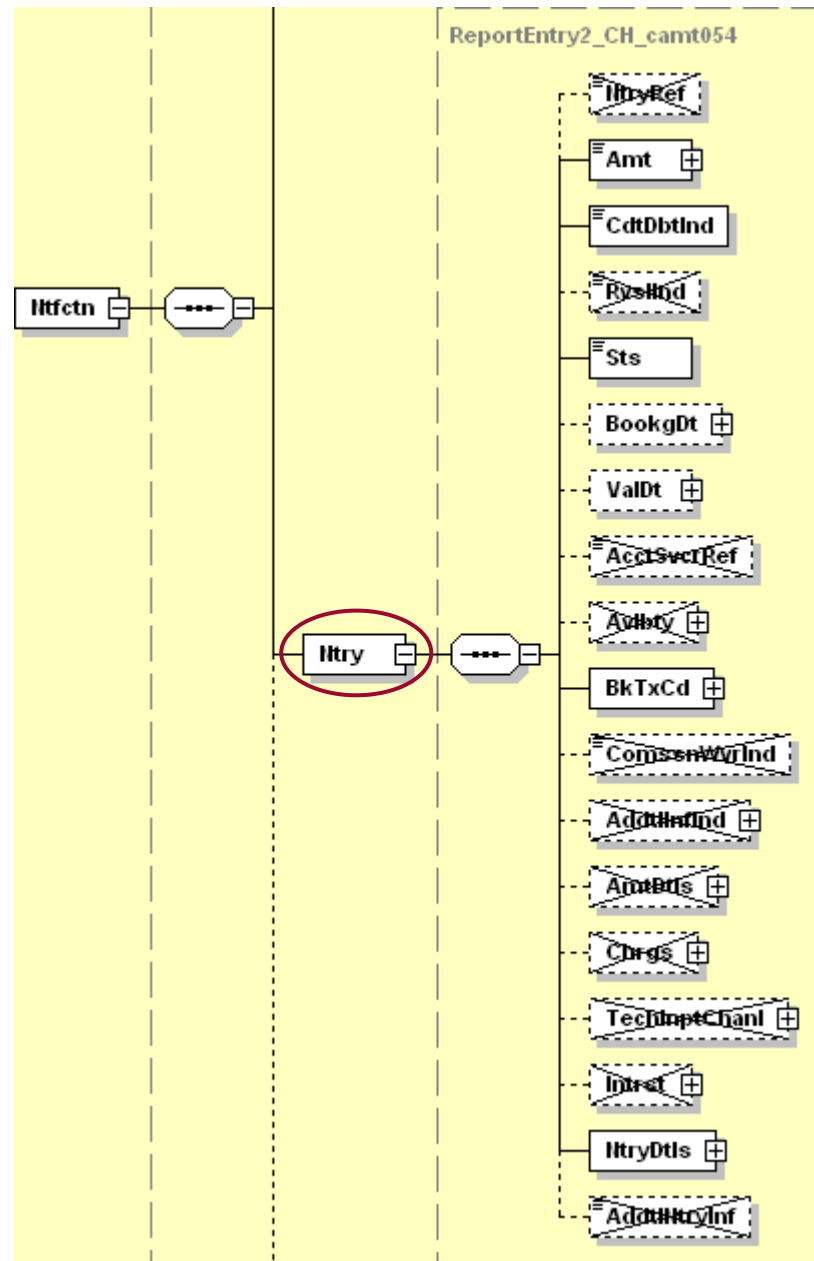 ReportEntry2_CH_camt054
NtryRef
Amt
CdtDbtInd
RvslInd
Ntfctn
Sts
BookgDt
ValDt
AcctSvcrRef
Avlbty
Ntry
BkTxCd
ComssnWvrInd
AddtlInfInd
AmtDtls
Chrgs
TechInptChanl
Intrst
NtryDtls
AddtlNtryInf